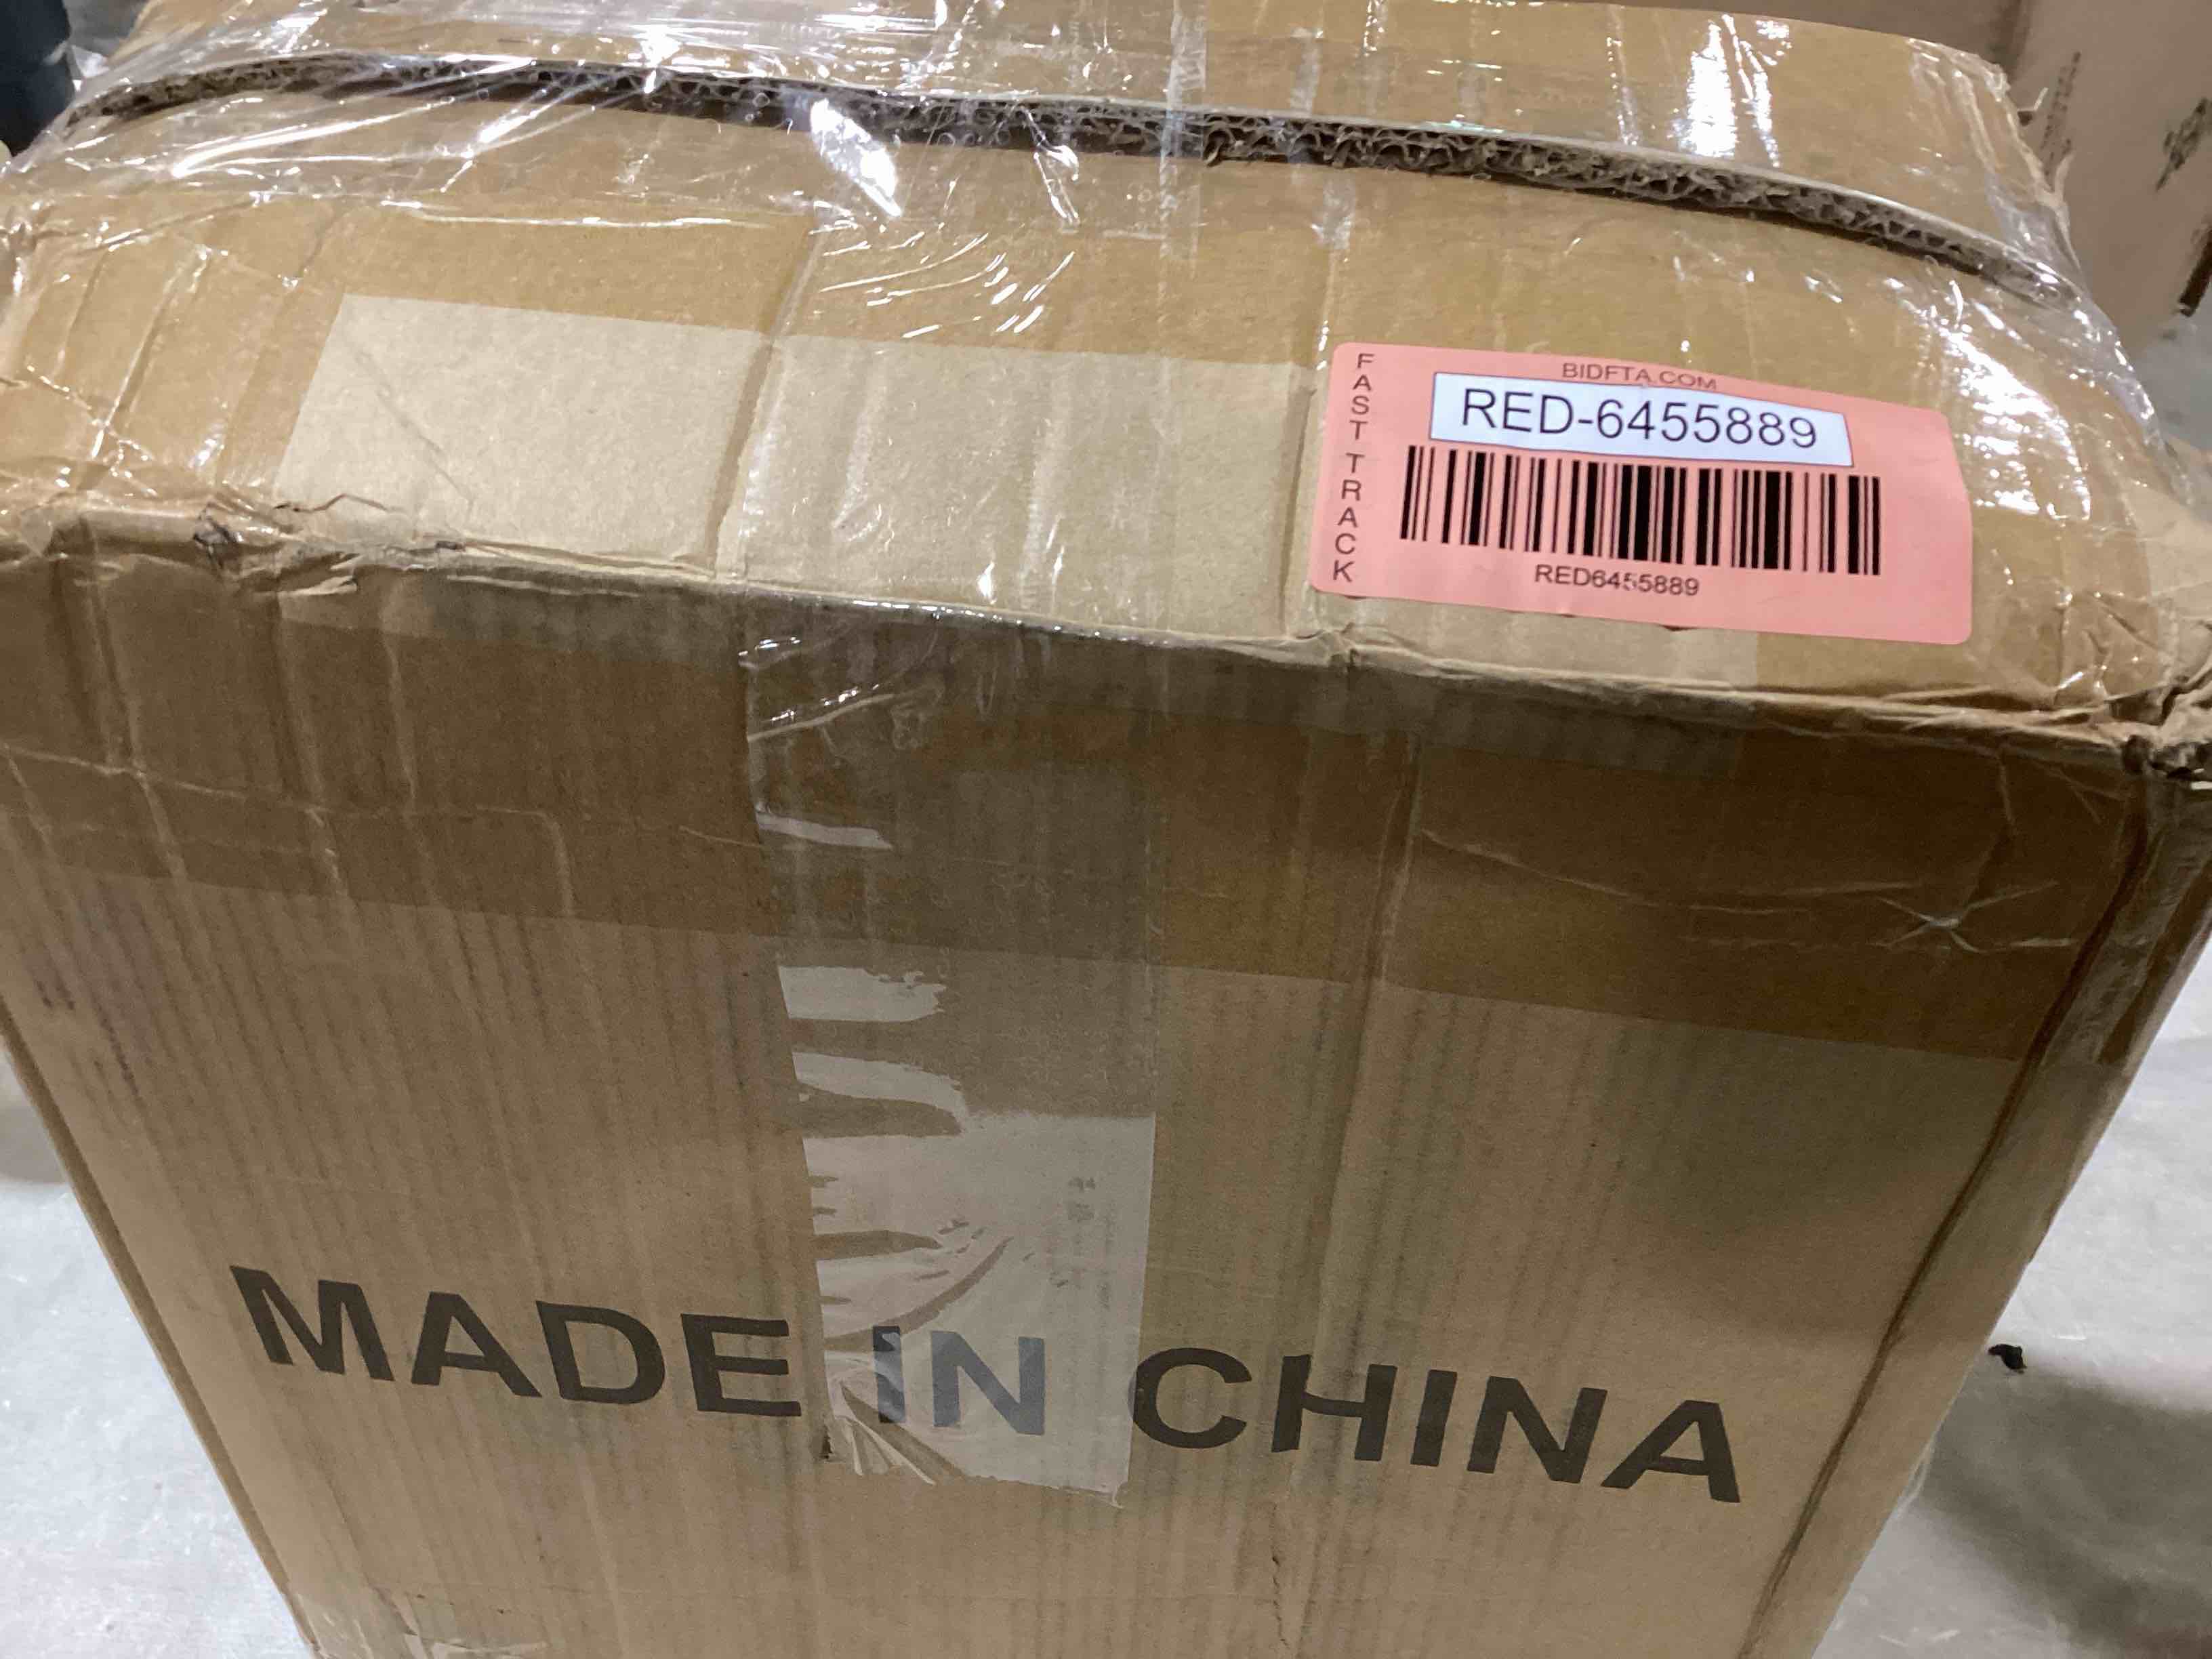 BIDFTA.COM
FAST TRACK
RED-6455889
RED6455889
MADE IN CHINA